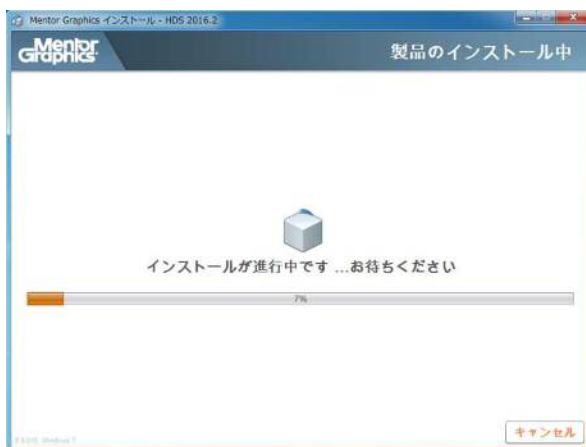 Mentor Graphics インストール - HDS 2016.2
Mentor Graphics
製品のインストール中
インストールが進行中です ...お待ちください
7%
キャンセル